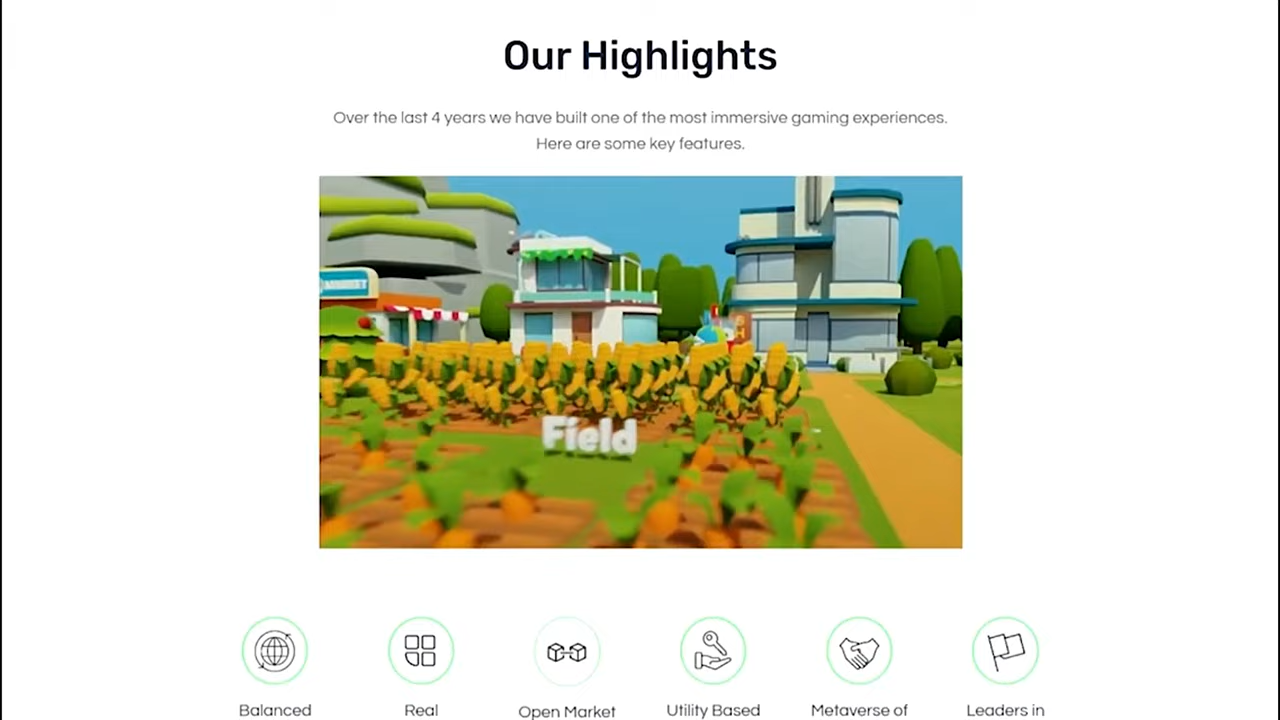 Our Highlights
Over the last 4 years we have built one of the most immersive gaming experiences.
Here are some key features.
Field
Balanced
Real
Open Market
Utility Based
Metaverse of
Leaders in